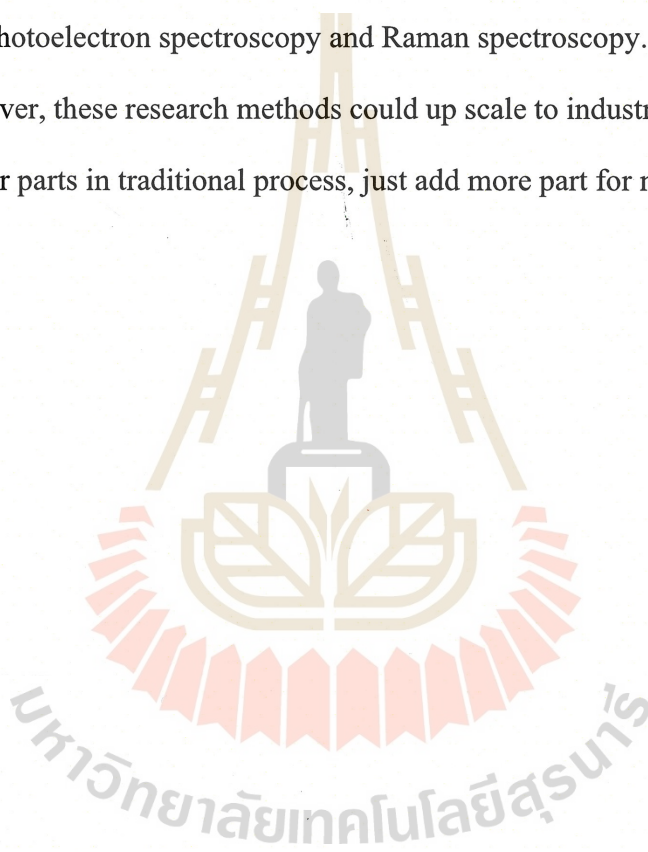 hotoelectron spectroscopy and Raman spectroscopy.
ver, these research methods could up scale to industr
r parts in traditional process, just add more part for
มหาวิทยาลัยเทคโนโลยีสุรนารี